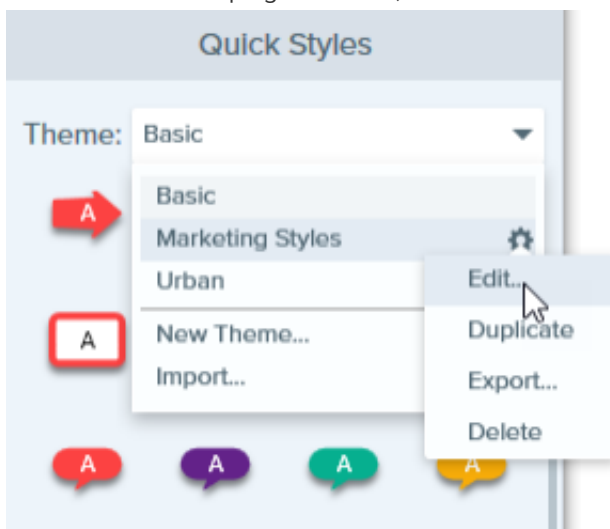 Quick Styles
Theme: Basic
Basic
A
Marketing Styles
Urban
Edit...
A
New Theme...
Duplicate
Import...
Export...
Delete
A A A A